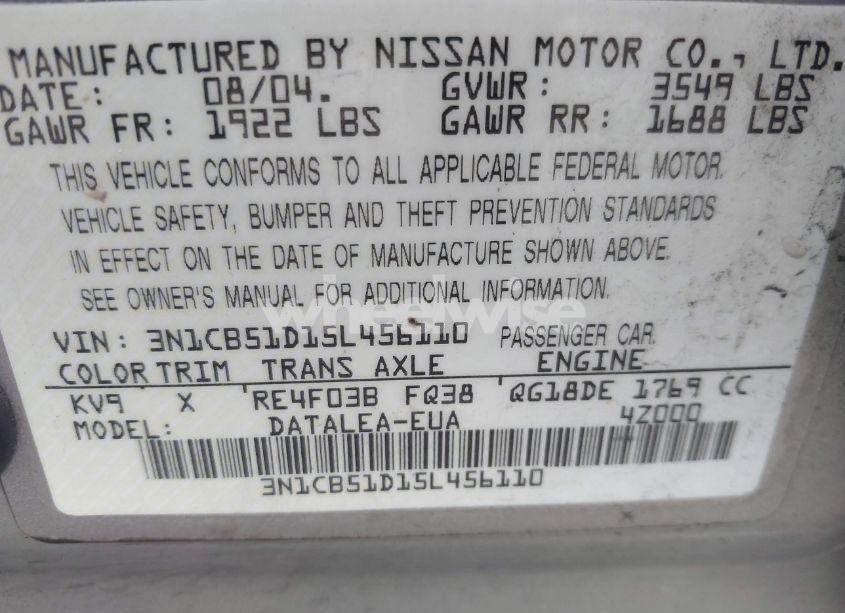 MANUFACTURED BY NISSAN MOTOR CO., LTD.
DATE: 08/04. GVWR: 3549 LBS
GAWR FR: 1922 LBS GAWR RR: 1688 LBS
THIS VEHICLE CONFORMS TO ALL APPLICABLE FEDERAL MOTOR
VEHICLE SAFETY, BUMPER AND THEFT PREVENTION STANDARDS
IN EFFECT ON THE DATE OF MANUFACTURE SHOWN ABOVE.
SEE OWNER'S MANUAL FOR ADDITIONAL INFORMATION.
wheelwise
VIN: 3N1CB51D15L456110 PASSENGER CAR.
COLOR TRIM TRANS AXLE ENGINE
KV9 X RE4F03B FQ38 QG18DE 1769 CC
MODEL: DATALEA-EUA 4Z000
3N1CB51D15L456110